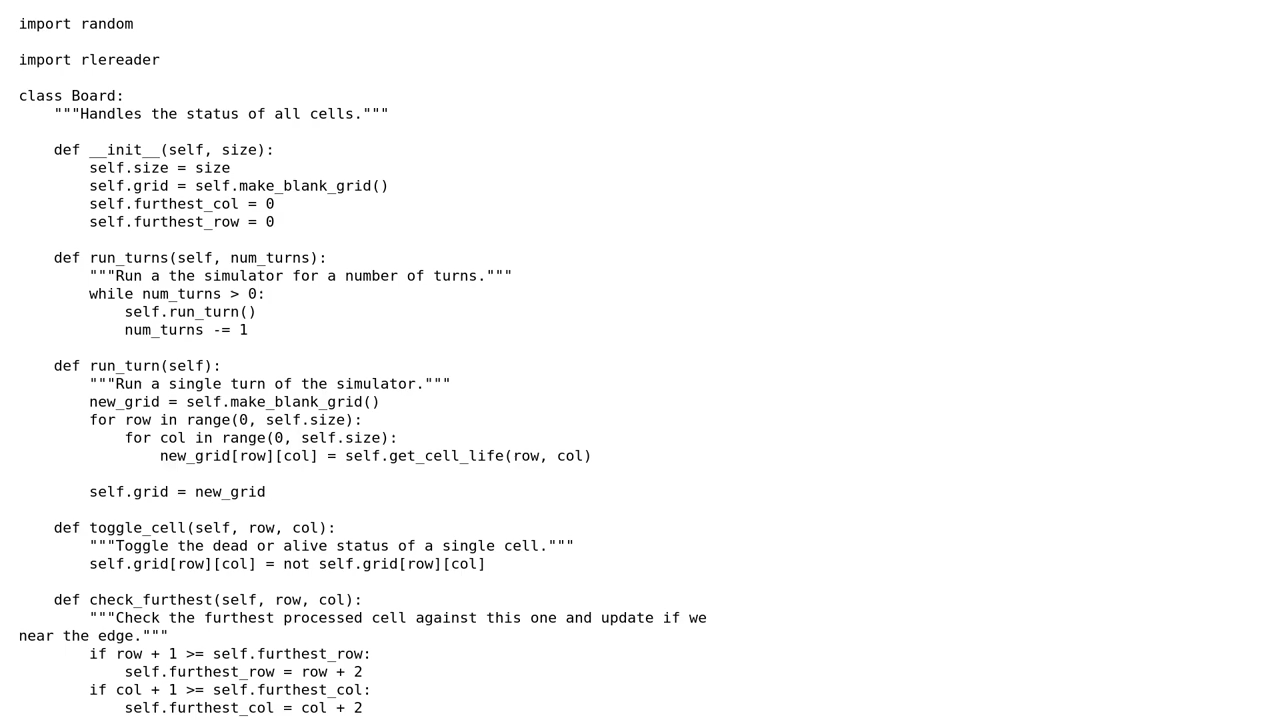 import random

import rlereader

class Board:
    """Handles the status of all cells."""

    def __init__(self, size):
        self.size = size
        self.grid = self.make_blank_grid()
        self.furthest_col = 0
        self.furthest_row = 0

    def run_turns(self, num_turns):
        """Run a the simulator for a number of turns."""
        while num_turns > 0:
            self.run_turn()
            num_turns -= 1

    def run_turn(self):
        """Run a single turn of the simulator."""
        new_grid = self.make_blank_grid()
        for row in range(0, self.size):
            for col in range(0, self.size):
                new_grid[row][col] = self.get_cell_life(row, col)

        self.grid = new_grid

    def toggle_cell(self, row, col):
        """Toggle the dead or alive status of a single cell."""
        self.grid[row][col] = not self.grid[row][col]

    def check_furthest(self, row, col):
        """Check the furthest processed cell against this one and update if we
near the edge."""
        if row + 1 >= self.furthest_row:
            self.furthest_row = row + 2
        if col + 1 >= self.furthest_col:
            self.furthest_col = col + 2